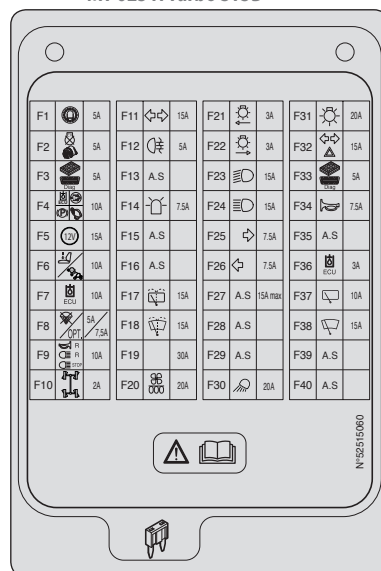 F1 5A F11 15A F21 3A F31 20A
F2 5A F12 5A F22 3A F32 15A
F3 Diag 5A F13 A.S F23 15A F33 Diag 5A
F4 P 10A F14 7.5A F24 15A F34 7.5A
F5 12V 15A F15 A.S F25 7.5A F35 A.S
F6 10A F16 A.S F26 7.5A F36 ECU 3A
F7 ECU 10A F17 15A F27 A.S 15A max F37 10A
F8 OPT. 5A/7,5A F18 15A F28 A.S F38 15A
F9 R R STOP 10A F19 30A F29 A.S F39 A.S
F10 2A F20 20A F30 20A F40 A.S
N°52515060